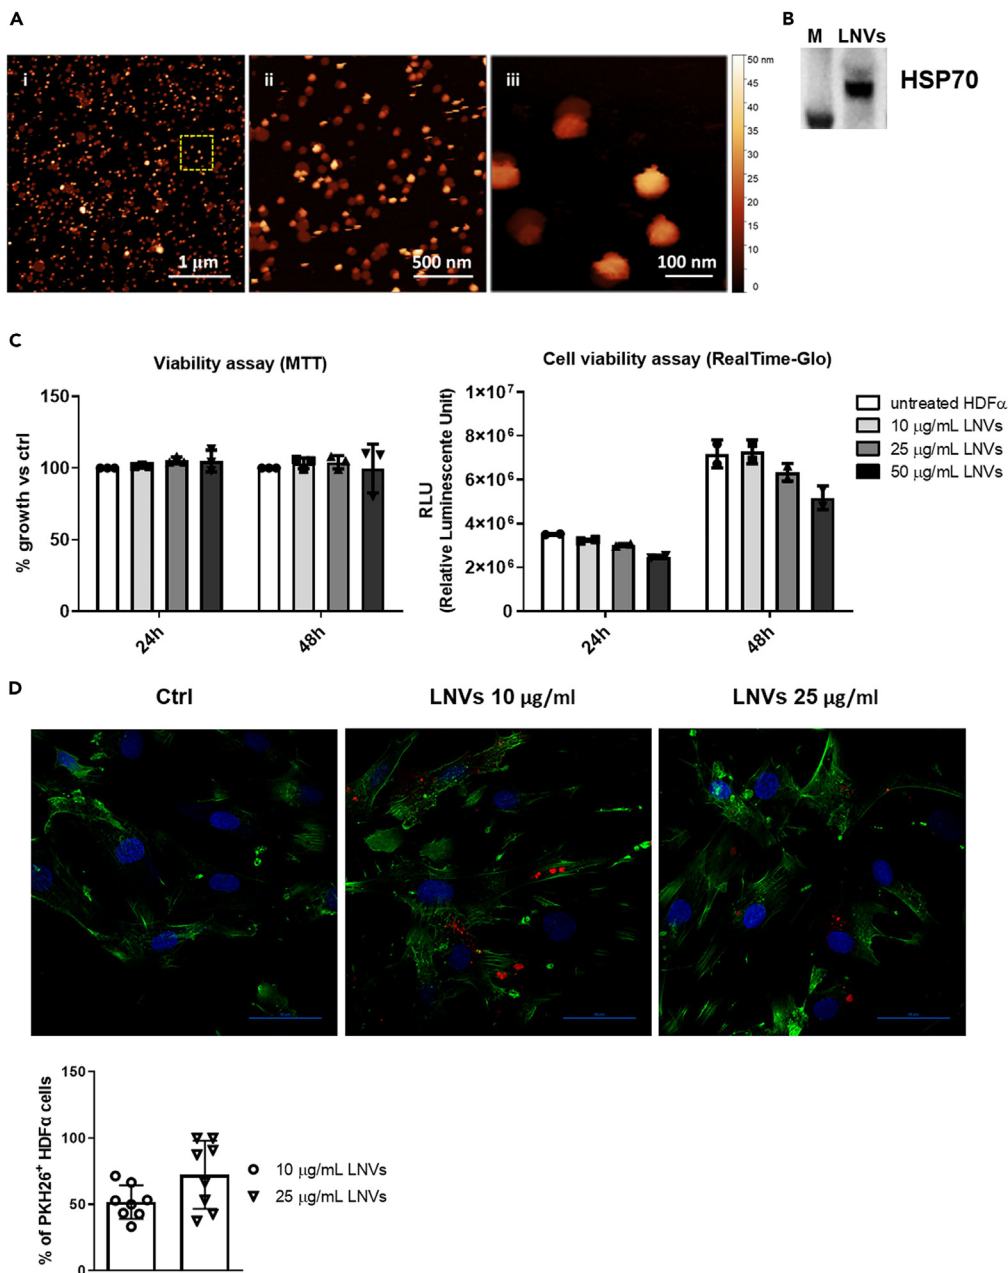 A
B
i
ii
iii
1 μm
500 nm
100 nm
50 nm
45
40
35
30
25
20
15
10
5
0
M LNVs
HSP70
C
Viability assay (MTT)
% growth vs ctrl
150
100
50
0
24h
48h
Cell viability assay (RealTime-Glo)
RLU
(Relative Luminescente Unit)
1×10⁷
8×10⁶
6×10⁶
4×10⁶
2×10⁶
0
24h
48h
untreated HDFα
10 μg/mL LNVs
25 μg/mL LNVs
50 μg/mL LNVs
D
Ctrl
LNVs 10 μg/ml
LNVs 25 μg/ml
% of PKH26⁺ HDFα cells
150
100
50
0
10 μg/mL LNVs
25 μg/mL LNVs